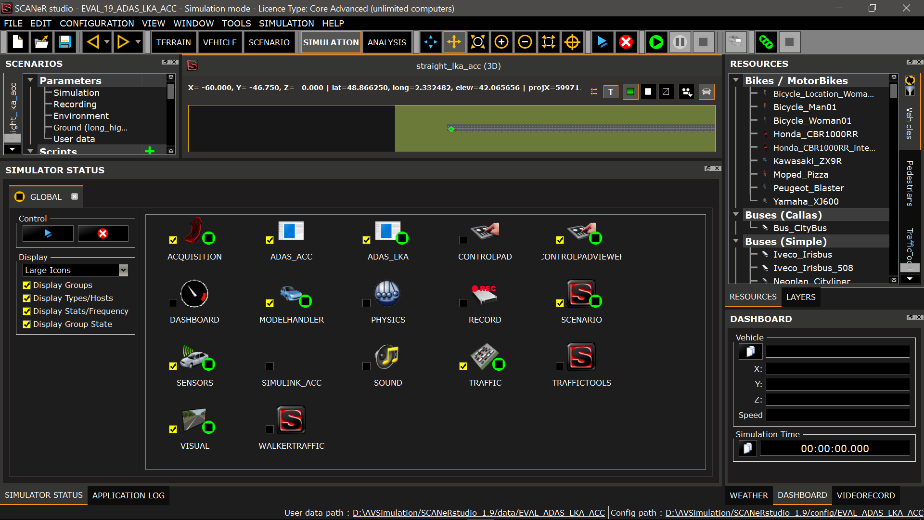 SCANeR studio - EVAL_19_ADAS_LKA_ACC - Simulation mode - Licence Type: Core Advanced (unlimited computers)
FILE EDIT CONFIGURATION VIEW WINDOW TOOLS SIMULATION HELP
TERRAIN VEHICLE SCENARIO SIMULATION ANALYSIS
SCENARIOS
Parameters
Simulation
Recording
Environment
Ground (long_hig...
User data
Scripts
straight_lka_acc (3D)
X= -60.000, Y= -46.750, Z= 0.000 | lat=48.866250, long=2.332482, elev=42.065656 | projX=59971
T
RESOURCES
Bikes / MotorBikes
Bicycle_Location_Woma...
Bicycle_Man01
Bicycle_Woman01
Honda_CBR1000RR
Honda_CBR1000RR_Inte...
Kawasaki_ZX9R
Moped_Pizza
Peugeot_Blaster
Yamaha_XJ600
Buses (Callas)
Bus_CityBus
Buses (Simple)
Iveco_Irisbus
Iveco_Irisbus_508
Neoplan_Cityliner
Vehicles
Pedestrians
RESOURCES LAYERS
SIMULATOR STATUS
GLOBAL
Control
Display
Large Icons
Display Groups
Display Types/Hosts
Display Stats/Frequency
Display Group State
ACQUISITION ADAS_ACC ADAS_LKA CONTROLPAD CONTROLPADVIEWER
DASHBOARD MODELHANDLER PHYSICS RECORD SCENARIO
REC
SENSORS SIMULINK_ACC SOUND TRAFFIC TRAFFICTOOLS
VISUAL WALKERTRAFFIC
DASHBOARD
Vehicle
X:
Y:
Z:
Speed
Simulation Time
00:00:00.000
SIMULATOR STATUS APPLICATION LOG
WEATHER DASHBOARD VIDEORECORD
User data path : D:\AVSimulation/SCANeRstudio_1.9/data/EVAL_ADAS_LKA_ACC Config path : D:\AVSimulation/SCANeRstudio_1.9/config/EVAL_ADAS_LKA_ACC